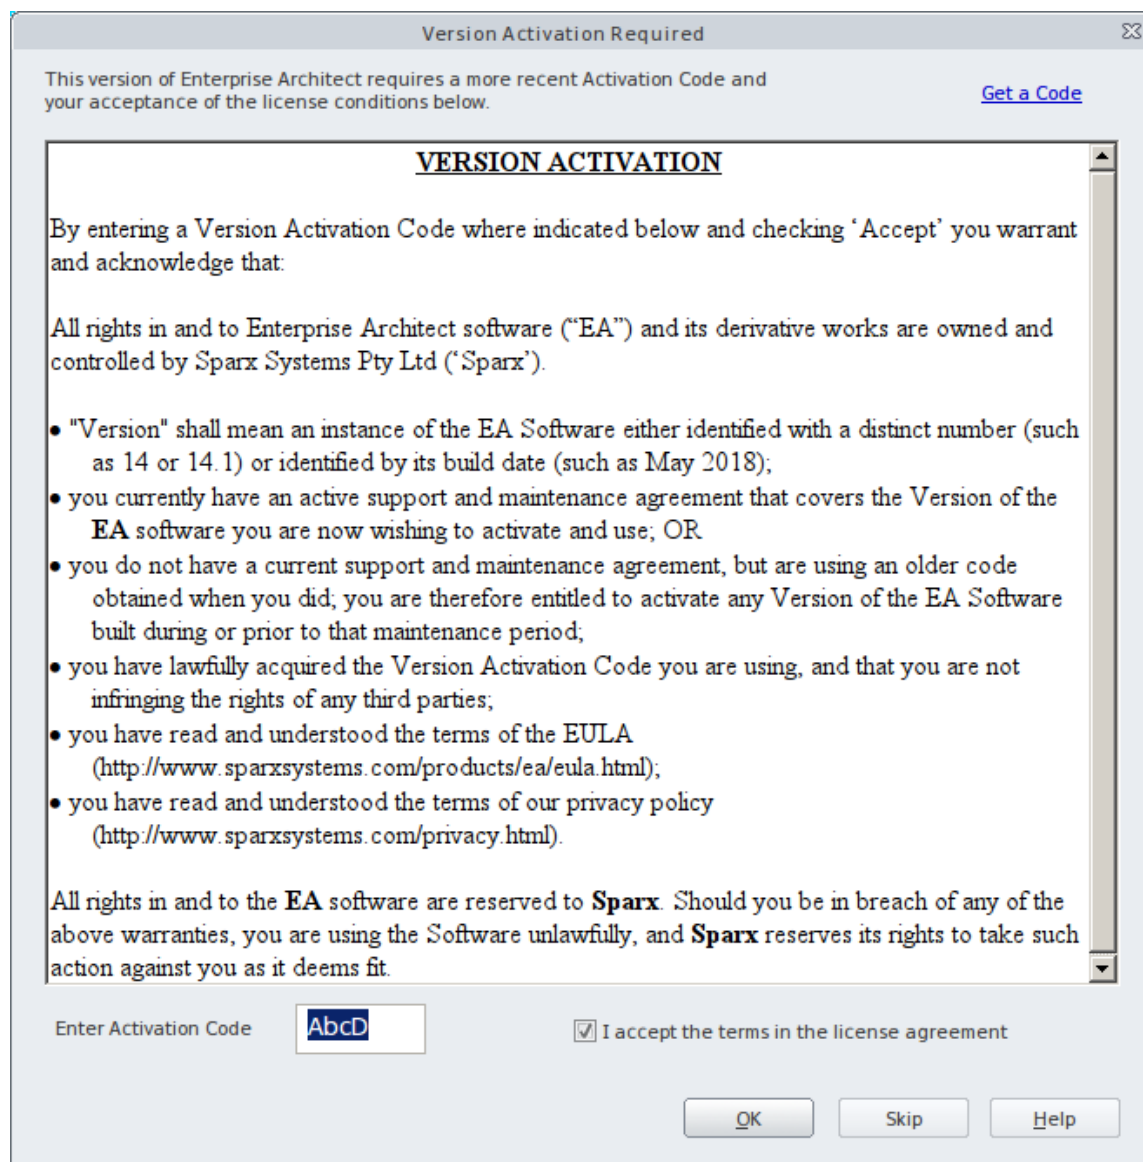 Version Activation Required
This version of Enterprise Architect requires a more recent Activation Code and
your acceptance of the license conditions below.
Get a Code
VERSION ACTIVATION
By entering a Version Activation Code where indicated below and checking ‘Accept’ you warrant
and acknowledge that:
All rights in and to Enterprise Architect software (“EA”) and its derivative works are owned and
controlled by Sparx Systems Pty Ltd (‘Sparx’).
● "Version" shall mean an instance of the EA Software either identified with a distinct number (such
as 14 or 14.1) or identified by its build date (such as May 2018);
● you currently have an active support and maintenance agreement that covers the Version of the
EA software you are now wishing to activate and use; OR
● you do not have a current support and maintenance agreement, but are using an older code
obtained when you did; you are therefore entitled to activate any Version of the EA Software
built during or prior to that maintenance period;
● you have lawfully acquired the Version Activation Code you are using, and that you are not
infringing the rights of any third parties;
● you have read and understood the terms of the EULA
(http://www.sparxsystems.com/products/ea/eula.html);
● you have read and understood the terms of our privacy policy
(http://www.sparxsystems.com/privacy.html).
All rights in and to the EA software are reserved to Sparx. Should you be in breach of any of the
above warranties, you are using the Software unlawfully, and Sparx reserves its rights to take such
action against you as it deems fit.
Enter Activation Code
AbcD
I accept the terms in the license agreement
OK
Skip
Help